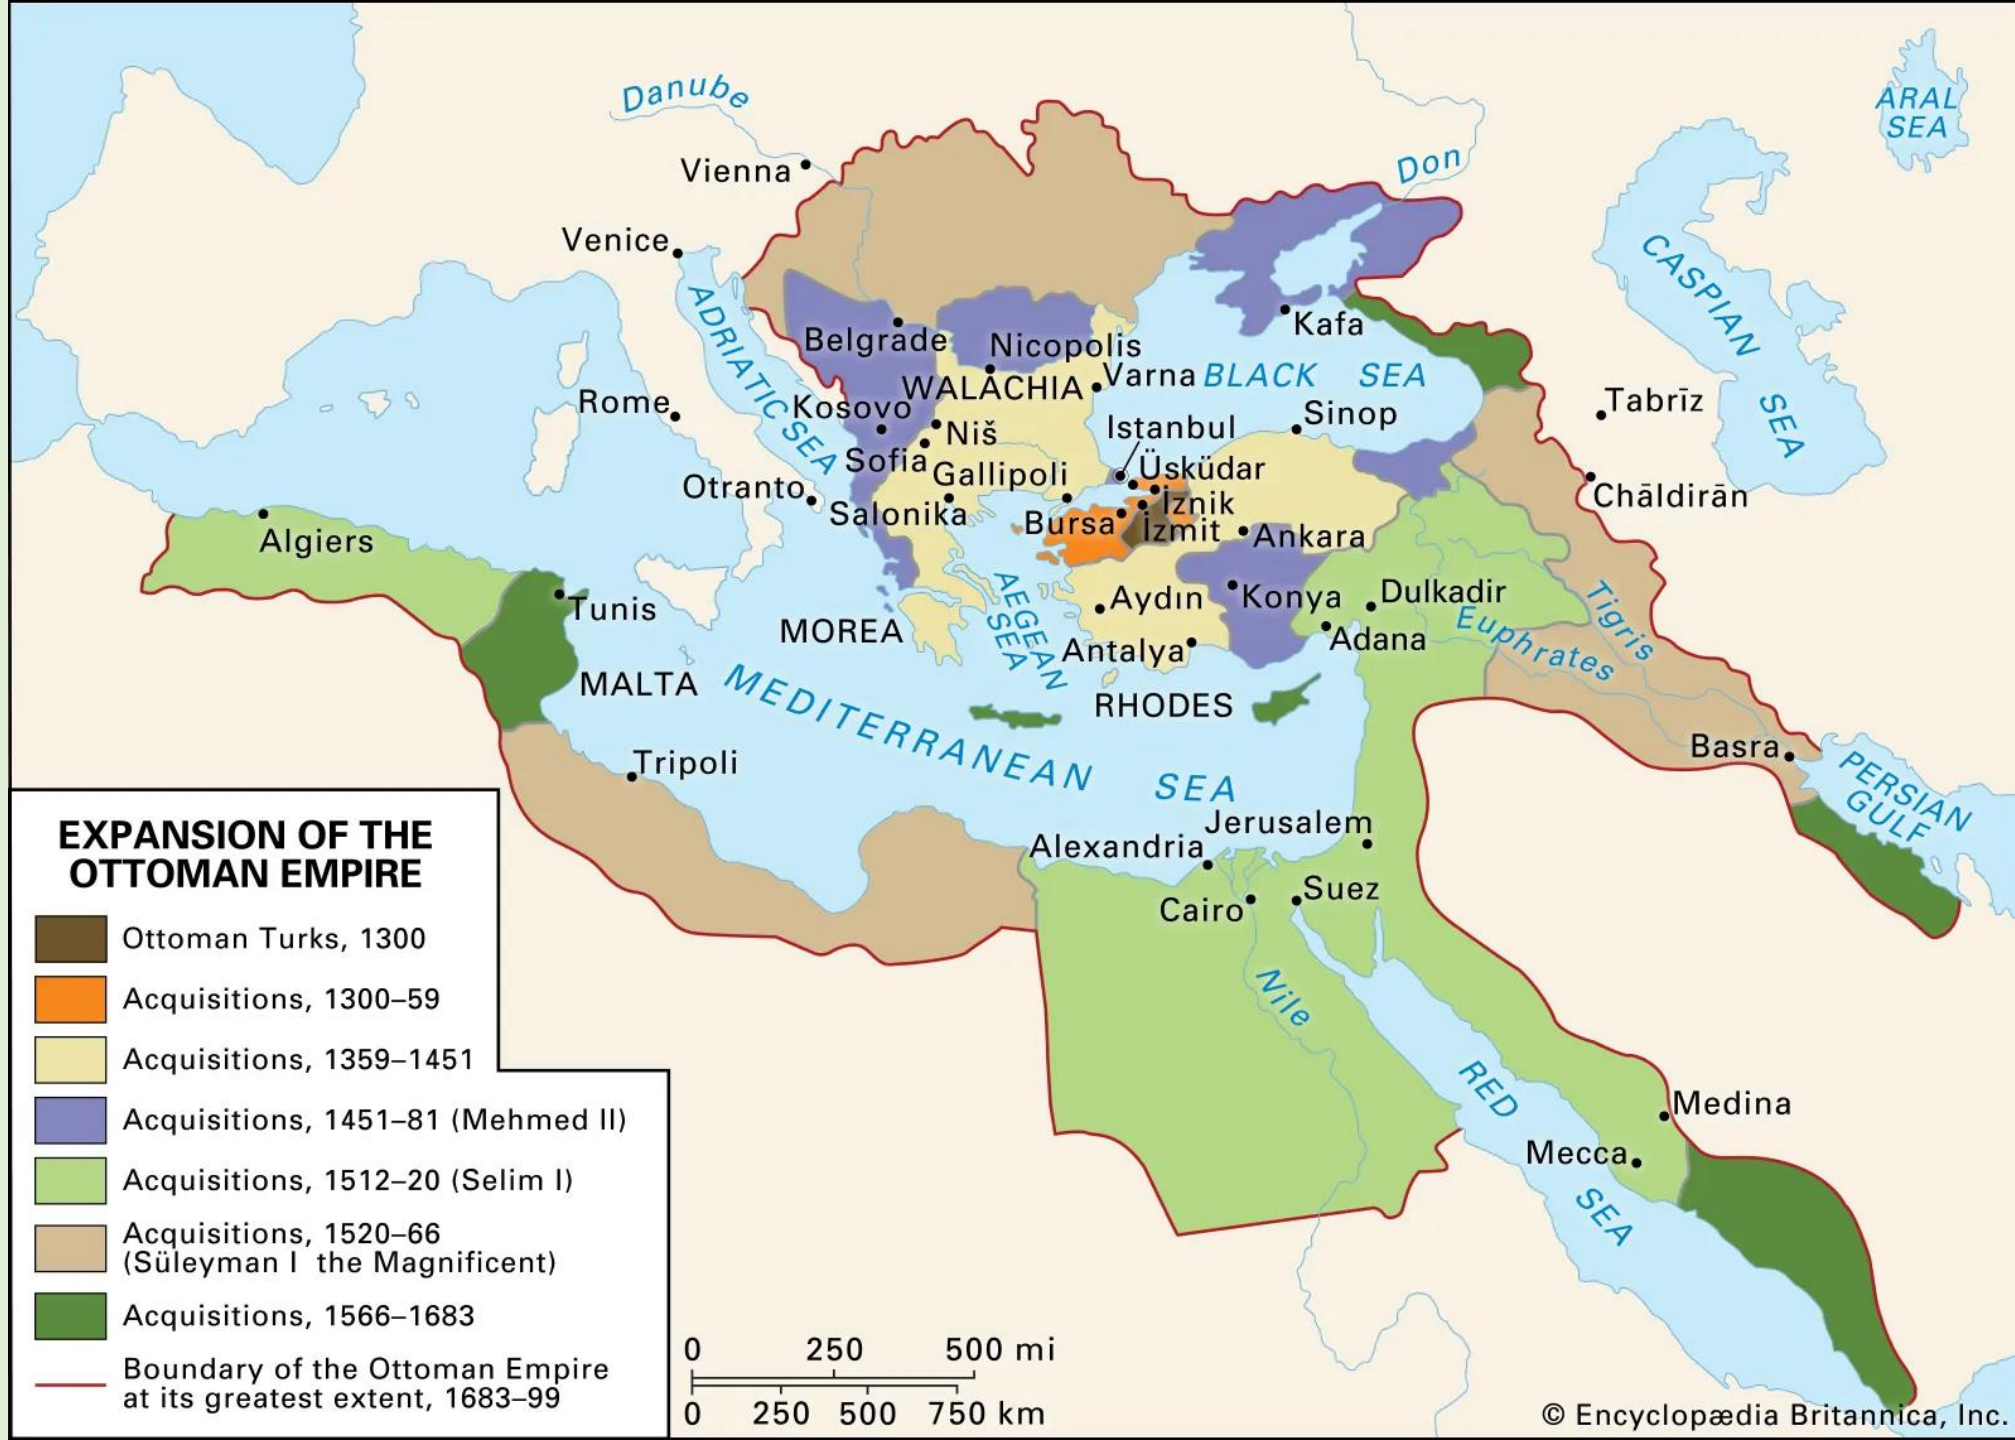 Danube
ARAL
SEA
Don
Vienna
Venice
CASPIAN
SEA
ADRIATIC SEA
Belgrade
Kafa
Nicopolis
WALACHIA
Varna
BLACK SEA
Tabrīz
Rome
Kosovo
Sinop
Niš
Istanbul
Sofia
Gallipoli
Üsküdar
Otranto
Salonika
İznik
Chāldirān
Bursa
İzmit
Ankara
Algiers
AEGEAN
SEA
Aydın
Konya
Dulkadir
Tigris
Tunis
Euphrates
MOREA
Antalya
Adana
MALTA
MEDITERRANEAN SEA
RHODES
Basra
PERSIAN
GULF
Tripoli
Jerusalem
Alexandria
Suez
Cairo
Nile
RED
SEA
Medina
Mecca
EXPANSION OF THE
OTTOMAN EMPIRE
Ottoman Turks, 1300
Acquisitions, 1300–59
Acquisitions, 1359–1451
Acquisitions, 1451–81 (Mehmed II)
Acquisitions, 1512–20 (Selim I)
Acquisitions, 1520–66
(Süleyman I the Magnificent)
Acquisitions, 1566–1683
Boundary of the Ottoman Empire
at its greatest extent, 1683–99
0 250 500 mi
0 250 500 750 km
© Encyclopædia Britannica, Inc.